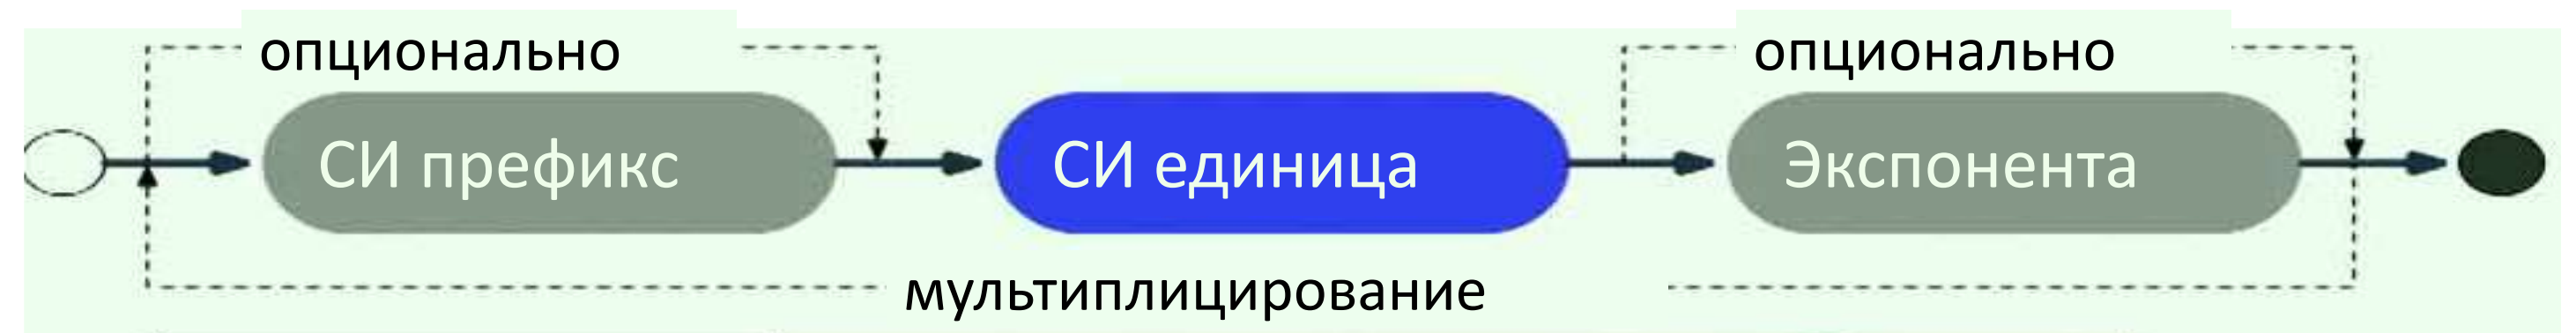 опционально
опционально
СИ префикс
СИ единица
Экспонента
мультиплицирование